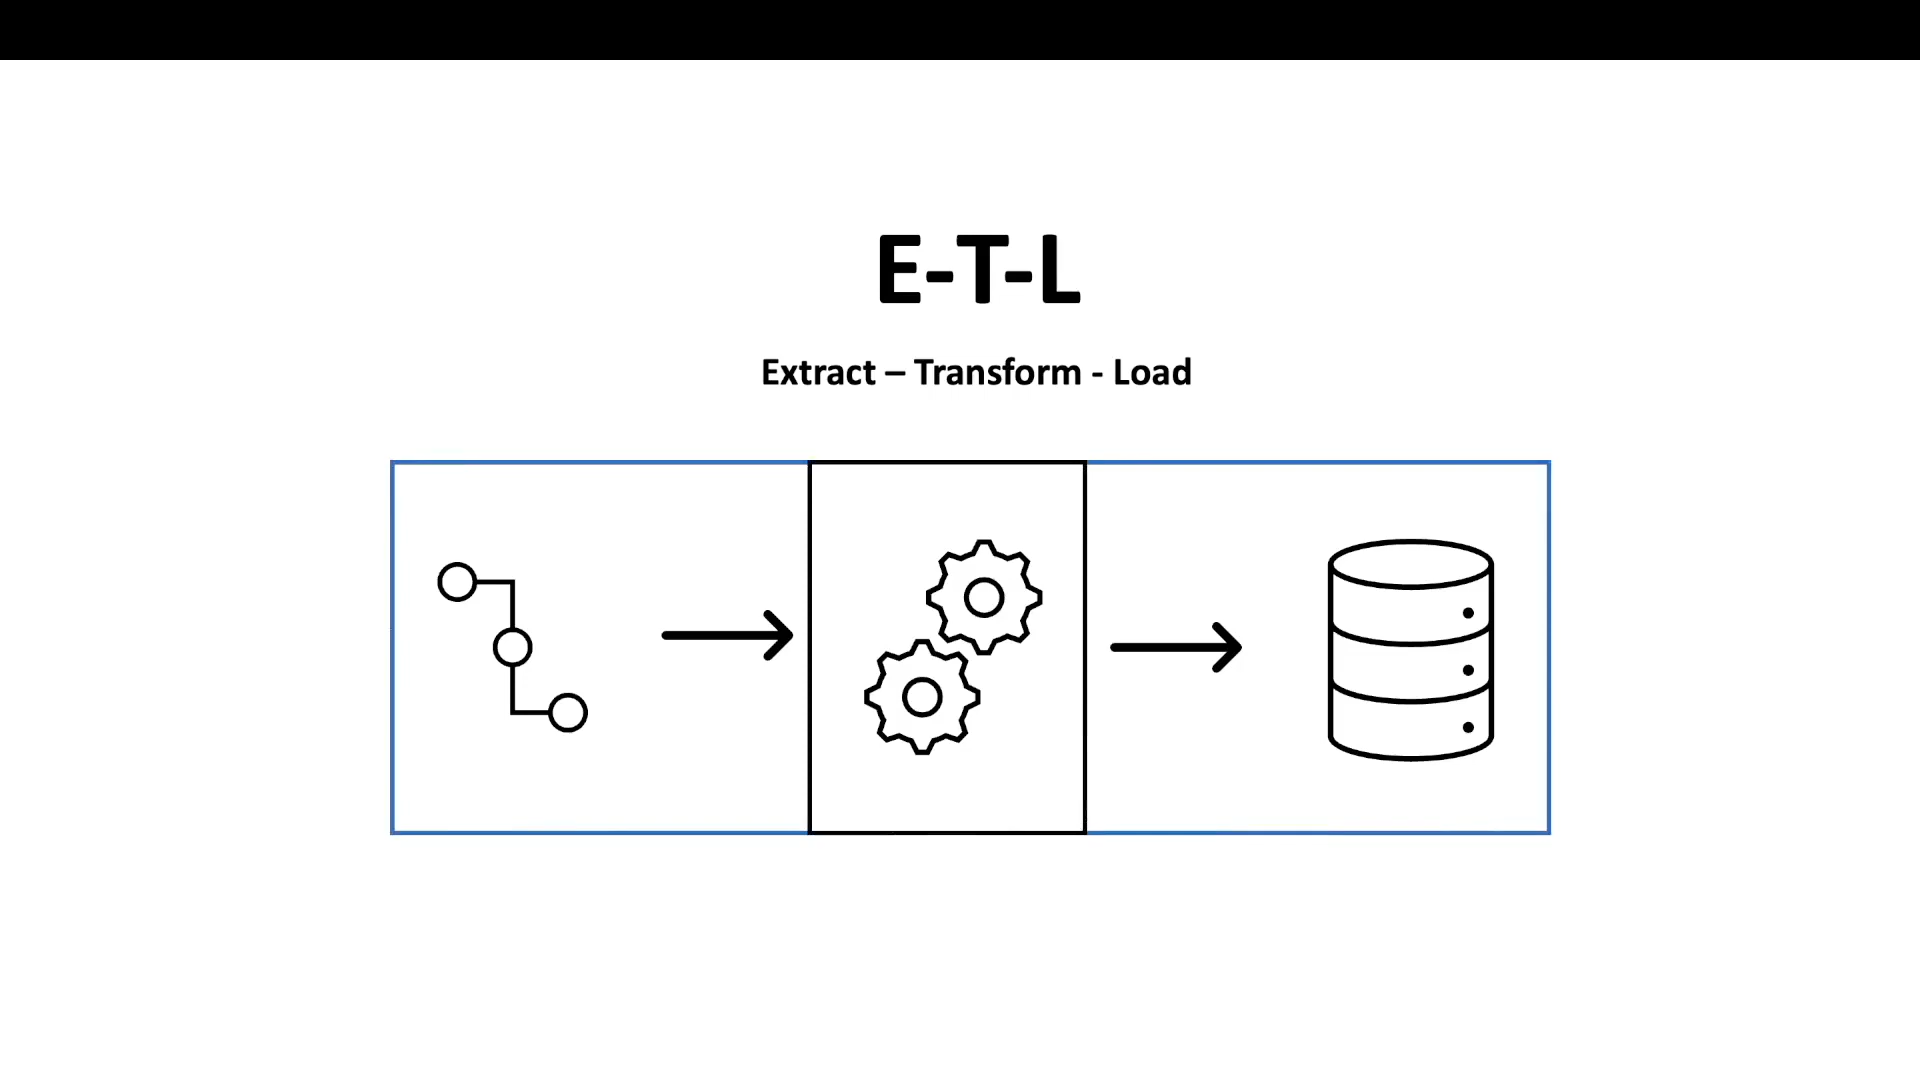 E-T-L
Extract – Transform - Load